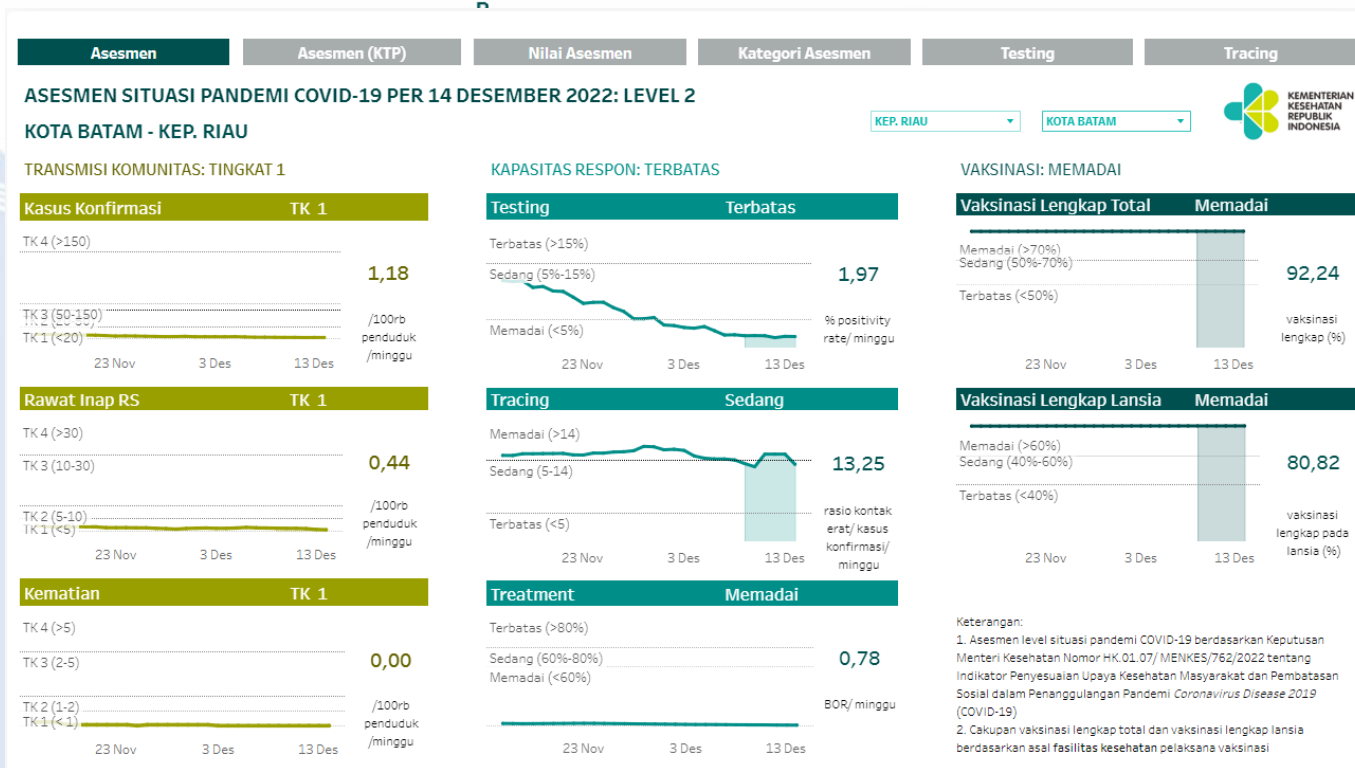 Asesmen
Asesmen (KTP)
Nilai Asesmen
Kategori Asesmen
Testing
Tracing
ASESMEN SITUASI PANDEMI COVID-19 PER 14 DESEMBER 2022: LEVEL 2
KOTA BATAM - KEP. RIAU
KEP. RIAU
KOTA BATAM
KEMENTERIAN
KESEHATAN
REPUBLIK
INDONESIA
TRANSMISI KOMUNITAS: TINGKAT 1
Kasus Konfirmasi TK 1
TK 4 (>150)
TK 3 (50-150)
TK 1 (<20)
1,18
/100rb
penduduk
/minggu
23 Nov 3 Des 13 Des
Rawat Inap RS TK 1
TK 4 (>30)
TK 3 (10-30)
TK 2 (5-10)
TK 1 (<5)
0,44
/100rb
penduduk
/minggu
23 Nov 3 Des 13 Des
Kematian TK 1
TK 4 (>5)
TK 3 (2-5)
TK 2 (1-2)
TK 1 (<1)
0,00
/100rb
penduduk
/minggu
23 Nov 3 Des 13 Des
KAPASITAS RESPON: TERBATAS
Testing Terbatas
Terbatas (>15%)
Sedang (5%-15%)
Memadai (<5%)
1,97
% positivity
rate/ minggu
23 Nov 3 Des 13 Des
Tracing Sedang
Memadai (>14)
Sedang (5-14)
Terbatas (<5)
13,25
rasio kontak
erat/ kasus
konfirmasi/
minggu
23 Nov 3 Des 13 Des
Treatment Memadai
Terbatas (>80%)
Sedang (60%-80%)
Memadai (<60%)
0,78
BOR/ minggu
23 Nov 3 Des 13 Des
VAKSINASI: MEMADAI
Vaksinasi Lengkap Total Memadai
Memadai (>70%)
Sedang (50%-70%)
Terbatas (<50%)
92,24
vaksinasi
lengkap (%)
23 Nov 3 Des 13 Des
Vaksinasi Lengkap Lansia Memadai
Memadai (>60%)
Sedang (40%-60%)
Terbatas (<40%)
80,82
vaksinasi
lengkap pada
lansia (%)
23 Nov 3 Des 13 Des
Keterangan:
1. Asesmen level situasi pandemi COVID-19 berdasarkan Keputusan
Menteri Kesehatan Nomor HK.01.07/ MENKES/762/2022 tentang
Indikator Penyesuaian Upaya Kesehatan Masyarakat dan Pembatasan
Sosial dalam Penanggulangan Pandemi Coronavirus Disease 2019
(COVID-19)
2. Cakupan vaksinasi lengkap total dan vaksinasi lengkap lansia
berdasarkan asal fasilitas kesehatan pelaksana vaksinasi